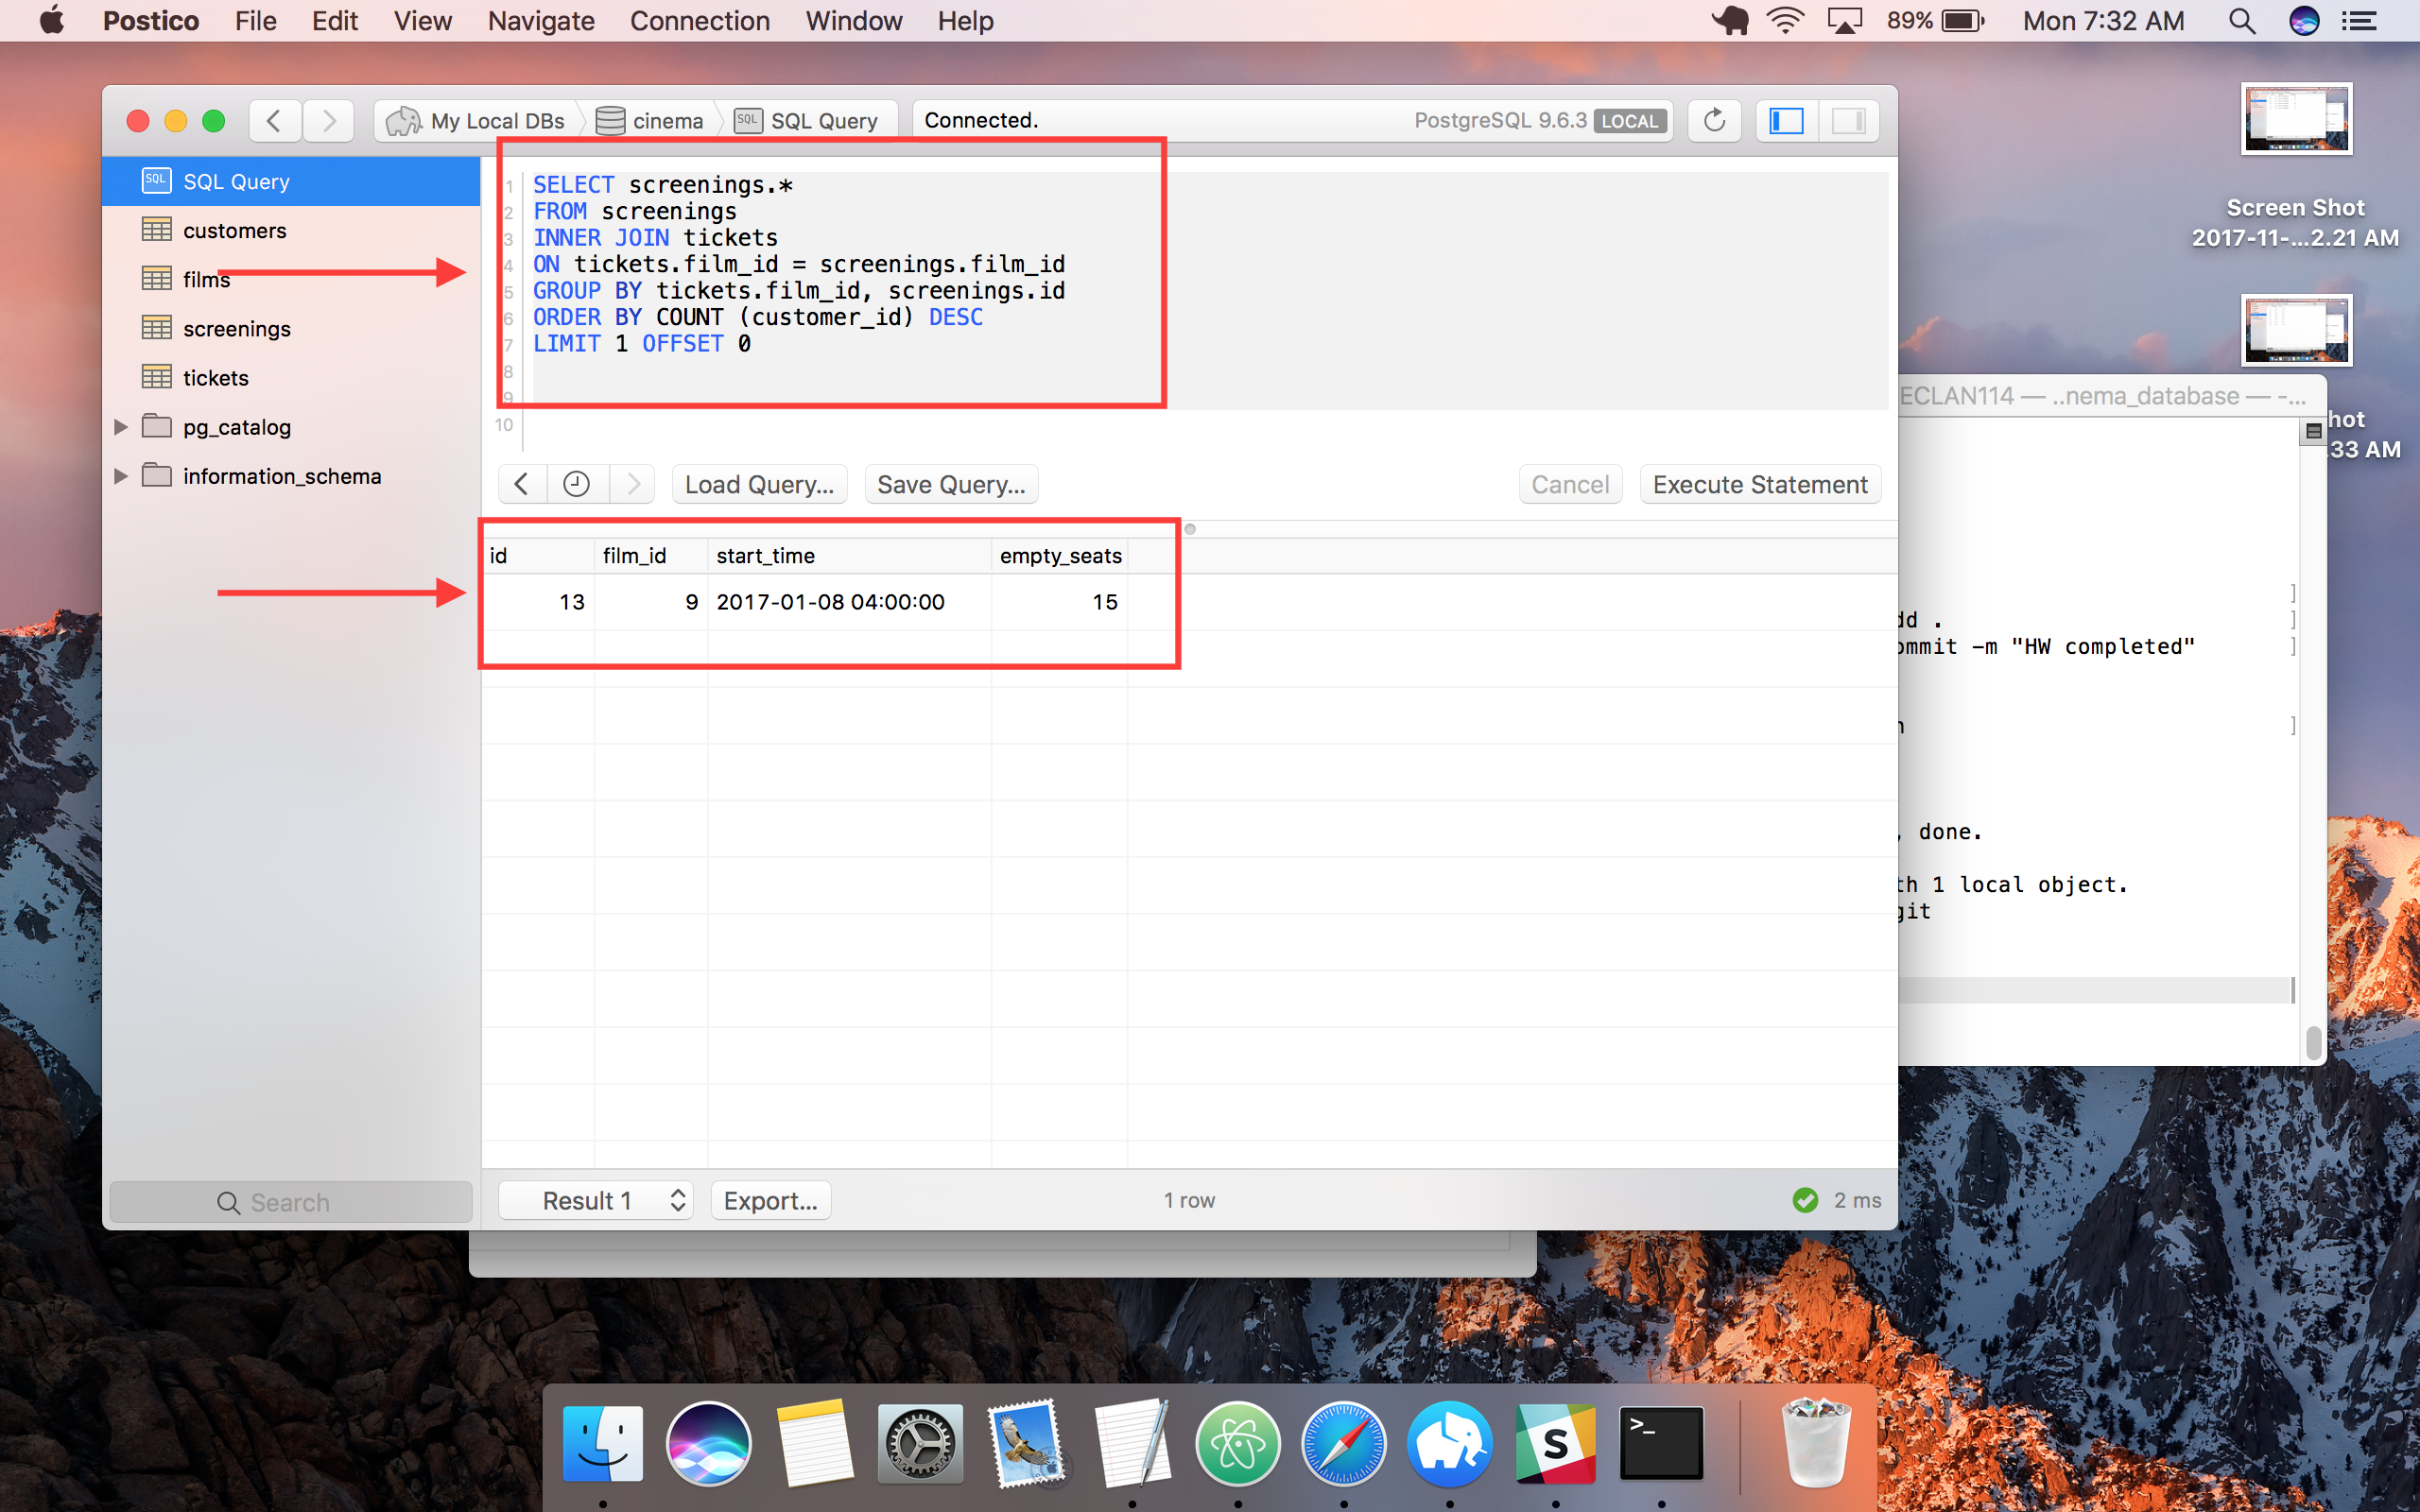 Postico File Edit View Navigate Connection Window Help 89% Mon 7:32 AM
My Local DBs cinema SQL SQL Query Connected. PostgreSQL 9.6.3 LOCAL
SQL SQL Query
customers
films
screenings
tickets
pg_catalog
information_schema
Search
1 SELECT screenings.*
2 FROM screenings
3 INNER JOIN tickets
4 ON tickets.film_id = screenings.film_id
5 GROUP BY tickets.film_id, screenings.id
6 ORDER BY COUNT (customer_id) DESC
7 LIMIT 1 OFFSET 0
8
9
10
Load Query... Save Query... Cancel Execute Statement
id film_id start_time empty_seats
13 9 2017-01-08 04:00:00 15
Result 1 Export... 1 row 2 ms
Screen Shot
2017-11-...2.21 AM
hot
.33 AM
ECLAN114 — ..nema_database — -...
]
dd . ]
ommit -m "HW completed" ]
]
, done.
th 1 local object.
git
S
>_